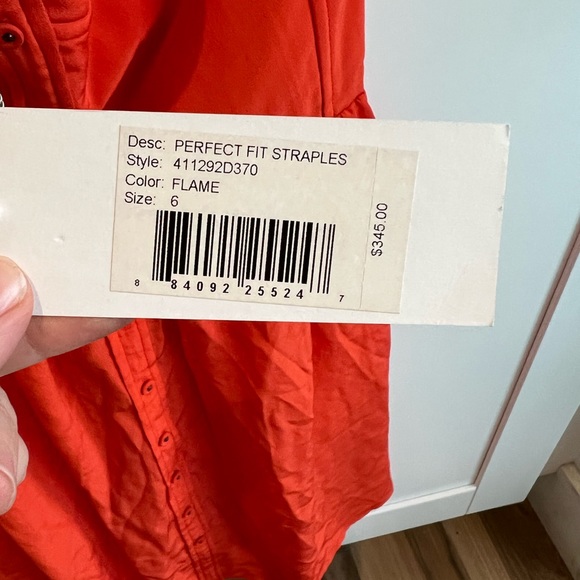 Desc: PERFECT FIT STRAPLES
Style: 411292D370
Color: FLAME
Size: 6
$345.00
8 84092 25524 7